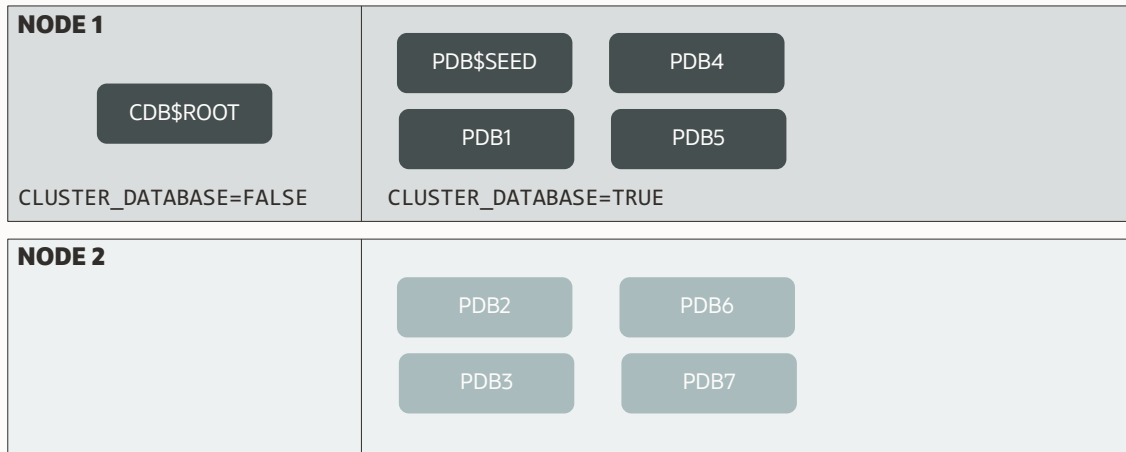 NODE 1
CDB$ROOT
CLUSTER_DATABASE=FALSE
PDB$SEED PDB4
PDB1 PDB5
CLUSTER_DATABASE=TRUE
NODE 2
PDB2 PDB6
PDB3 PDB7